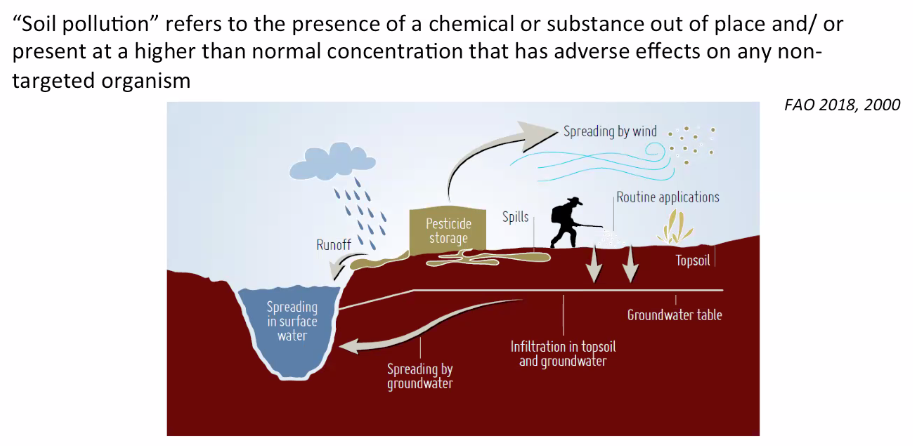 “Soil pollution” refers to the presence of a chemical or substance out of place and/ or
present at a higher than normal concentration that has adverse effects on any non-
targeted organism
FAO 2018, 2000
Spreading by wind
Routine applications
Pesticide
storage
Spills
Runoff
Topsoil
Spreading
in surface
water
Groundwater table
Infiltration in topsoil
and groundwater
Spreading by
groundwater